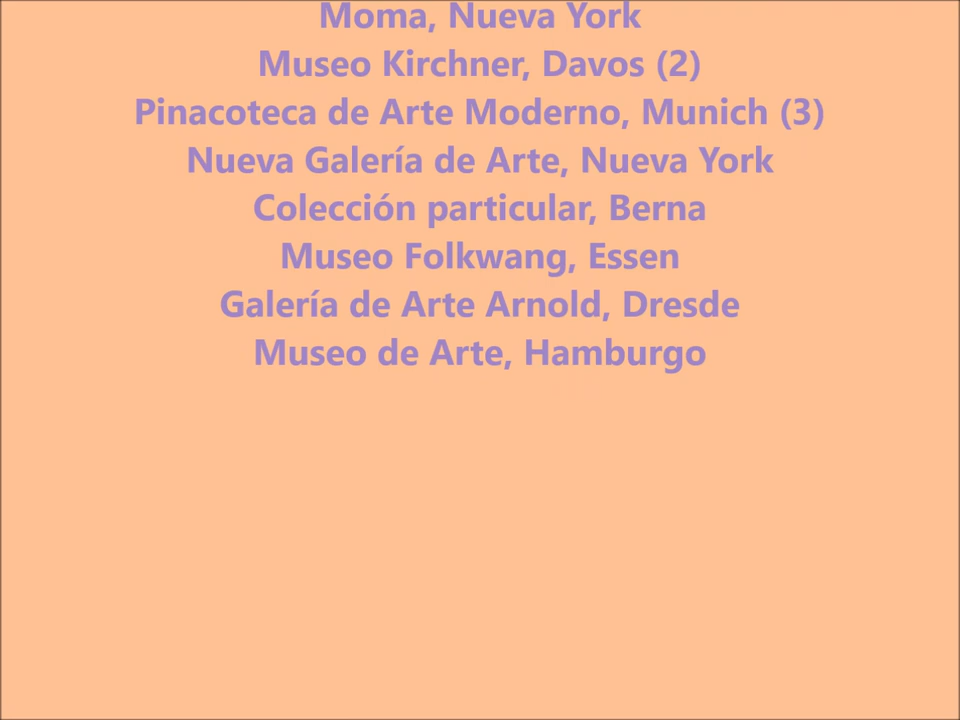 Moma, Nueva York
Museo Kirchner, Davos (2)
Pinacoteca de Arte Moderno, Munich (3)
Nueva Galería de Arte, Nueva York
Colección particular, Berna
Museo Folkwang, Essen
Galería de Arte Arnold, Dresde
Museo de Arte, Hamburgo